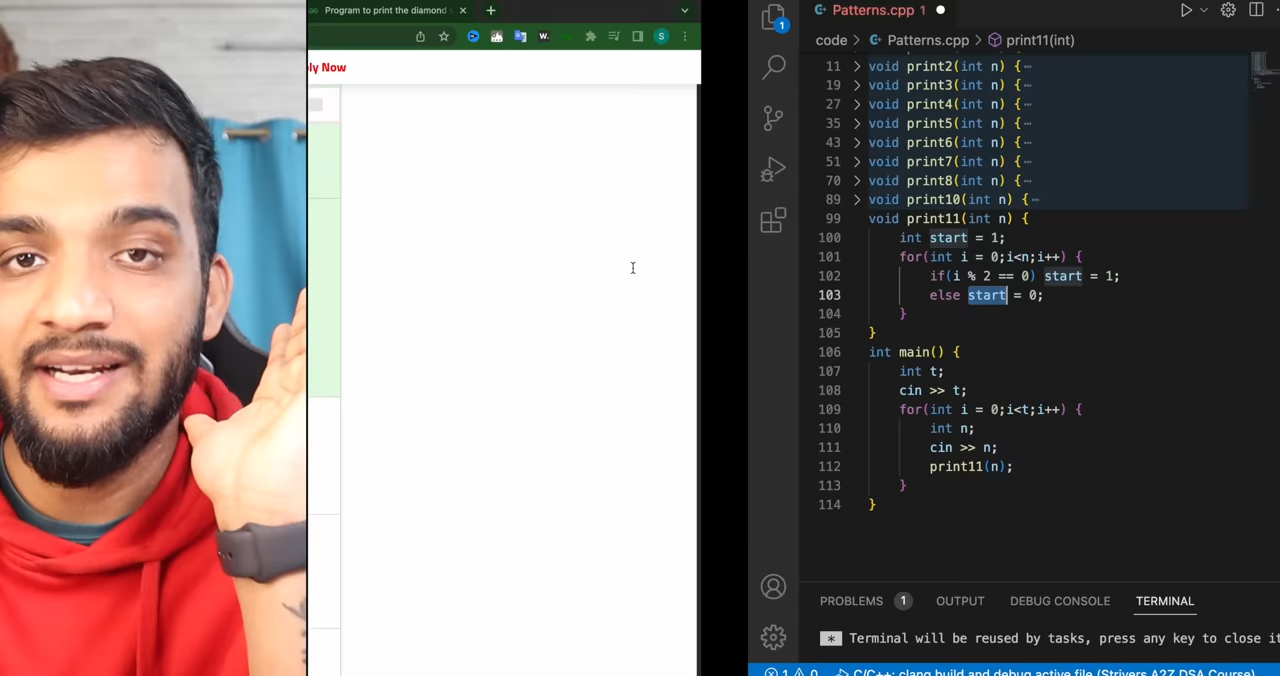 Program to print the diamond
W.
S
ly Now
1
Patterns.cpp 1
code > Patterns.cpp > print11(int)
11 > void print2(int n) {⋯
19 > void print3(int n) {⋯
27 > void print4(int n) {⋯
35 > void print5(int n) {⋯
43 > void print6(int n) {⋯
51 > void print7(int n) {⋯
70 > void print8(int n) {⋯
89 > void print10(int n) {⋯
99 void print11(int n) {
100 int start = 1;
101 for(int i = 0;i<n;i++) {
102 if(i % 2 == 0) start = 1;
103 else start = 0;
104 }
105 }
106 int main() {
107 int t;
108 cin >> t;
109 for(int i = 0;i<t;i++) {
110 int n;
111 cin >> n;
112 print11(n);
113 }
114 }
PROBLEMS 1 OUTPUT DEBUG CONSOLE TERMINAL
* Terminal will be reused by tasks, press any key to close it
1 0 C/C++: clang build and debug active file (Strivers A2Z DSA Course)